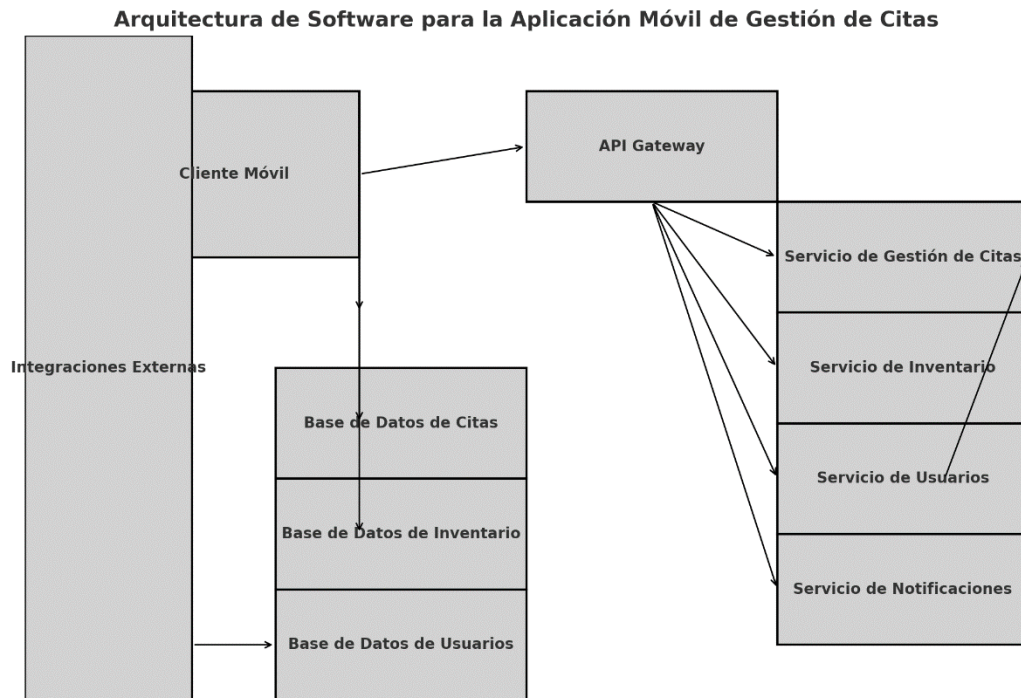 Arquitectura de Software para la Aplicación Móvil de Gestión de Citas
Cliente Móvil
API Gateway
Servicio de Gestión de Citas
Integraciones Externas
Servicio de Inventario
Base de Datos de Citas
Servicio de Usuarios
Base de Datos de Inventario
Servicio de Notificaciones
Base de Datos de Usuarios